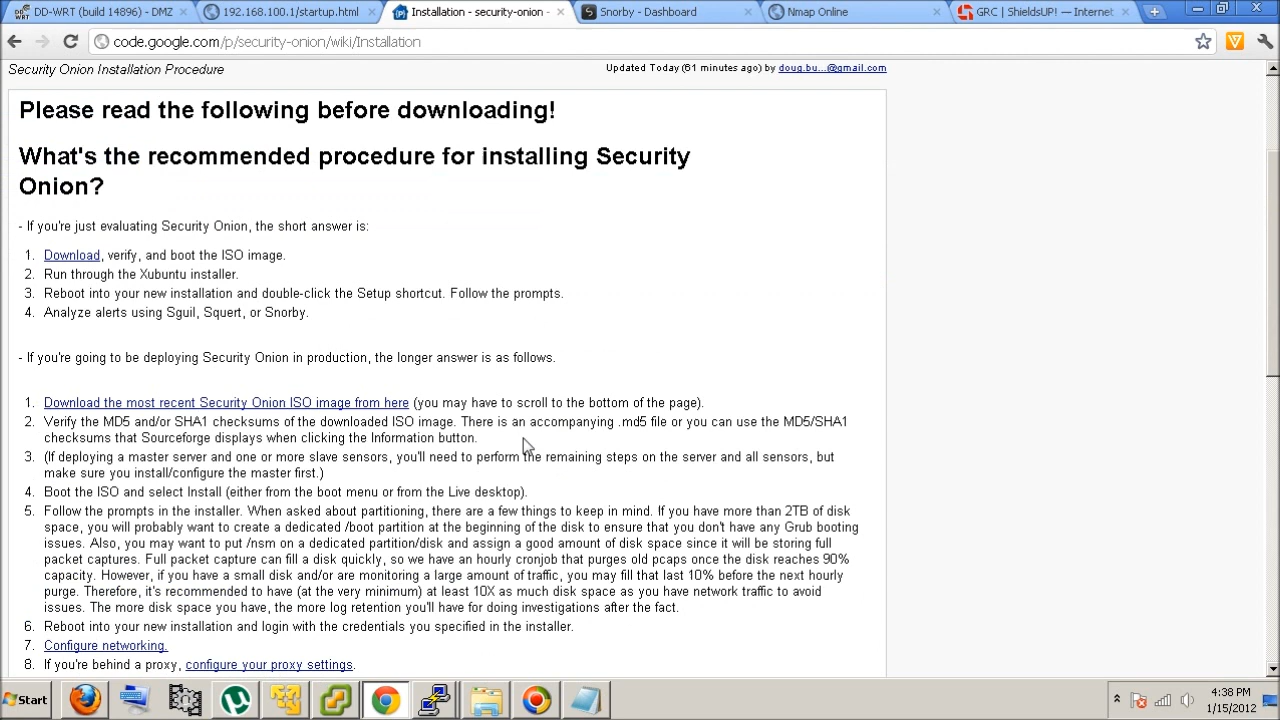 DD-WRT (build 14896) - DMZ
192.168.100.1/startup.html
Installation - security-onion -
Snorby - Dashboard
Nmap Online
GRC | ShieldsUP! — Internet
code.google.com/p/security-onion/wiki/Installation
Security Onion Installation Procedure
Updated Today (61 minutes ago) by doug.bu...@gmail.com
Please read the following before downloading!
What's the recommended procedure for installing Security
Onion?
- If you're just evaluating Security Onion, the short answer is:
1. Download, verify, and boot the ISO image.
2. Run through the Xubuntu installer.
3. Reboot into your new installation and double-click the Setup shortcut. Follow the prompts.
4. Analyze alerts using Sguil, Squert, or Snorby.
- If you're going to be deploying Security Onion in production, the longer answer is as follows.
1. Download the most recent Security Onion ISO image from here (you may have to scroll to the bottom of the page).
2. Verify the MD5 and/or SHA1 checksums of the downloaded ISO image. There is an accompanying .md5 file or you can use the MD5/SHA1
checksums that Sourceforge displays when clicking the Information button.
3. (If deploying a master server and one or more slave sensors, you'll need to perform the remaining steps on the server and all sensors, but
make sure you install/configure the master first.)
4. Boot the ISO and select Install (either from the boot menu or from the Live desktop).
5. Follow the prompts in the installer. When asked about partitioning, there are a few things to keep in mind. If you have more than 2TB of disk
space, you will probably want to create a dedicated /boot partition at the beginning of the disk to ensure that you don't have any Grub booting
issues. Also, you may want to put /nsm on a dedicated partition/disk and assign a good amount of disk space since it will be storing full
packet captures. Full packet capture can fill a disk quickly, so we have an hourly cronjob that purges old pcaps once the disk reaches 90%
capacity. However, if you have a small disk and/or are monitoring a large amount of traffic, you may fill that last 10% before the next hourly
purge. Therefore, it's recommended to have (at the very minimum) at least 10X as much disk space as you have network traffic to avoid
issues. The more disk space you have, the more log retention you'll have for doing investigations after the fact.
6. Reboot into your new installation and login with the credentials you specified in the installer.
7. Configure networking.
8. If you're behind a proxy, configure your proxy settings.
Start
4:38 PM
1/15/2012